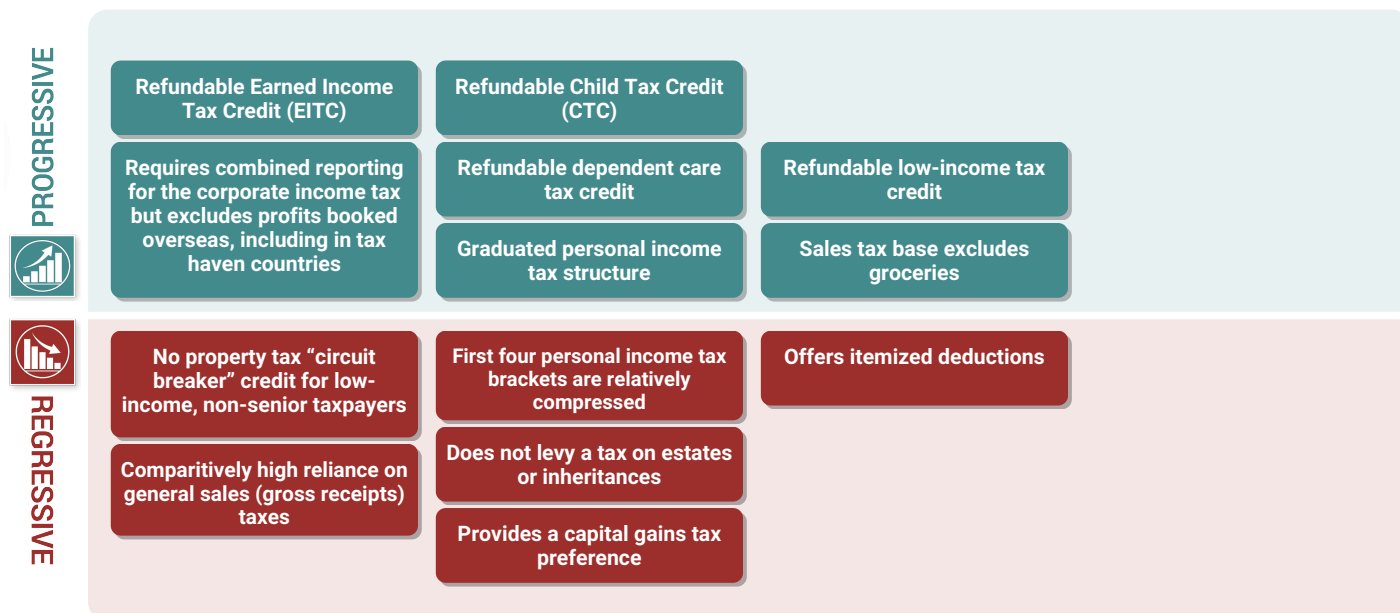 PROGRESSIVE
Refundable Earned Income
Tax Credit (EITC)
Requires combined reporting
for the corporate income tax
but excludes profits booked
overseas, including in tax
haven countries
Refundable Child Tax Credit
(CTC)
Refundable dependent care
tax credit
Graduated personal income
tax structure
Refundable low-income tax
credit
Sales tax base excludes
groceries
REGRESSIVE
No property tax “circuit
breaker” credit for low-
income, non-senior taxpayers
Comparitively high reliance on
general sales (gross receipts)
taxes
First four personal income tax
brackets are relatively
compressed
Does not levy a tax on estates
or inheritances
Provides a capital gains tax
preference
Offers itemized deductions